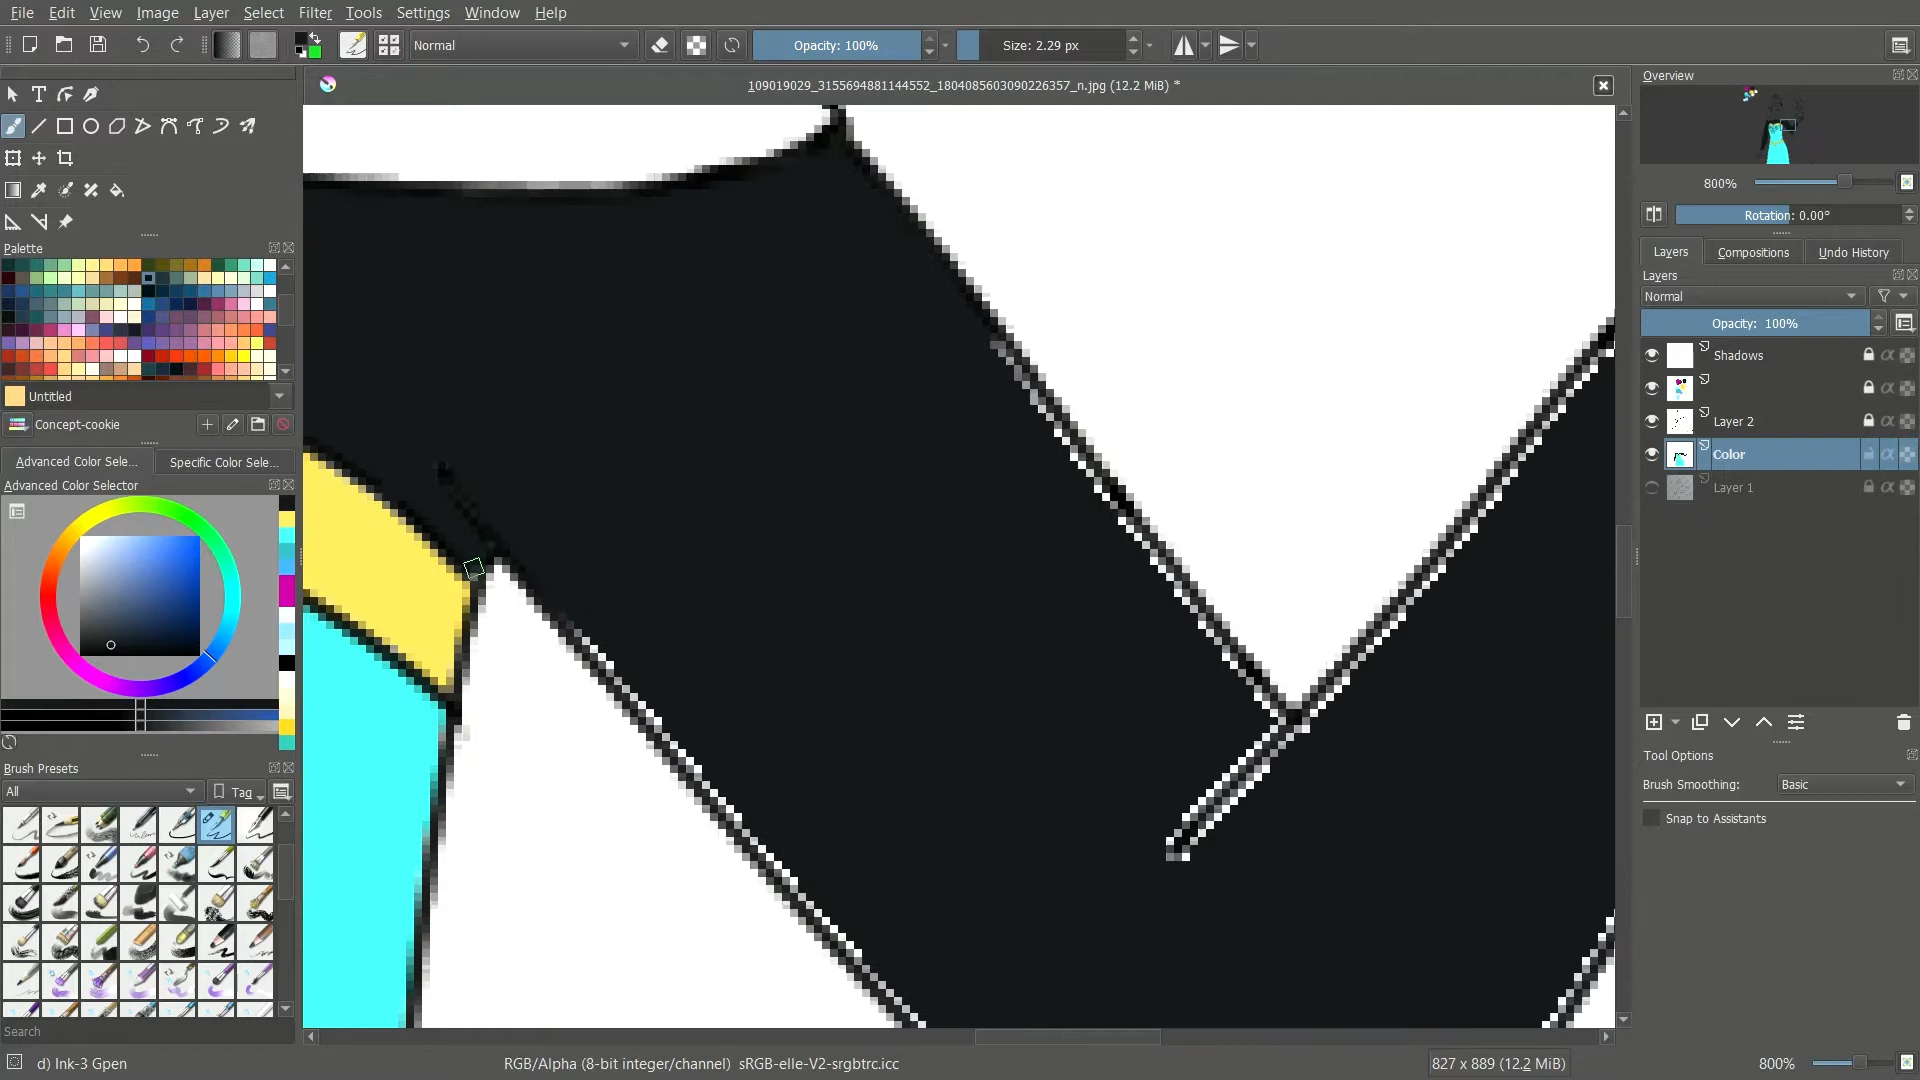 File Edit View Image Layer Select Filter Tools Settings Window Help
Normal Opacity: 100% Size: 2.29 px
109019029_3155694881144552_1804085603090226357_n.jpg (12.2 MiB) *
Overview
800%
Rotation: 0.00°
Palette
Untitled
Concept-cookie
Advanced Color Sele... Specific Color Sele...
Advanced Color Selector
Brush Presets
All Tag
Search
Layers Compositions Undo History
Layers
Normal
Opacity: 100%
Shadows
Layer 2
Color
Layer 1
Tool Options
Brush Smoothing: Basic
Snap to Assistants
d) Ink-3 Gpen RGB/Alpha (8-bit integer/channel) sRGB-elle-V2-srgbtrc.icc 827 x 889 (12.2 MiB) 800%